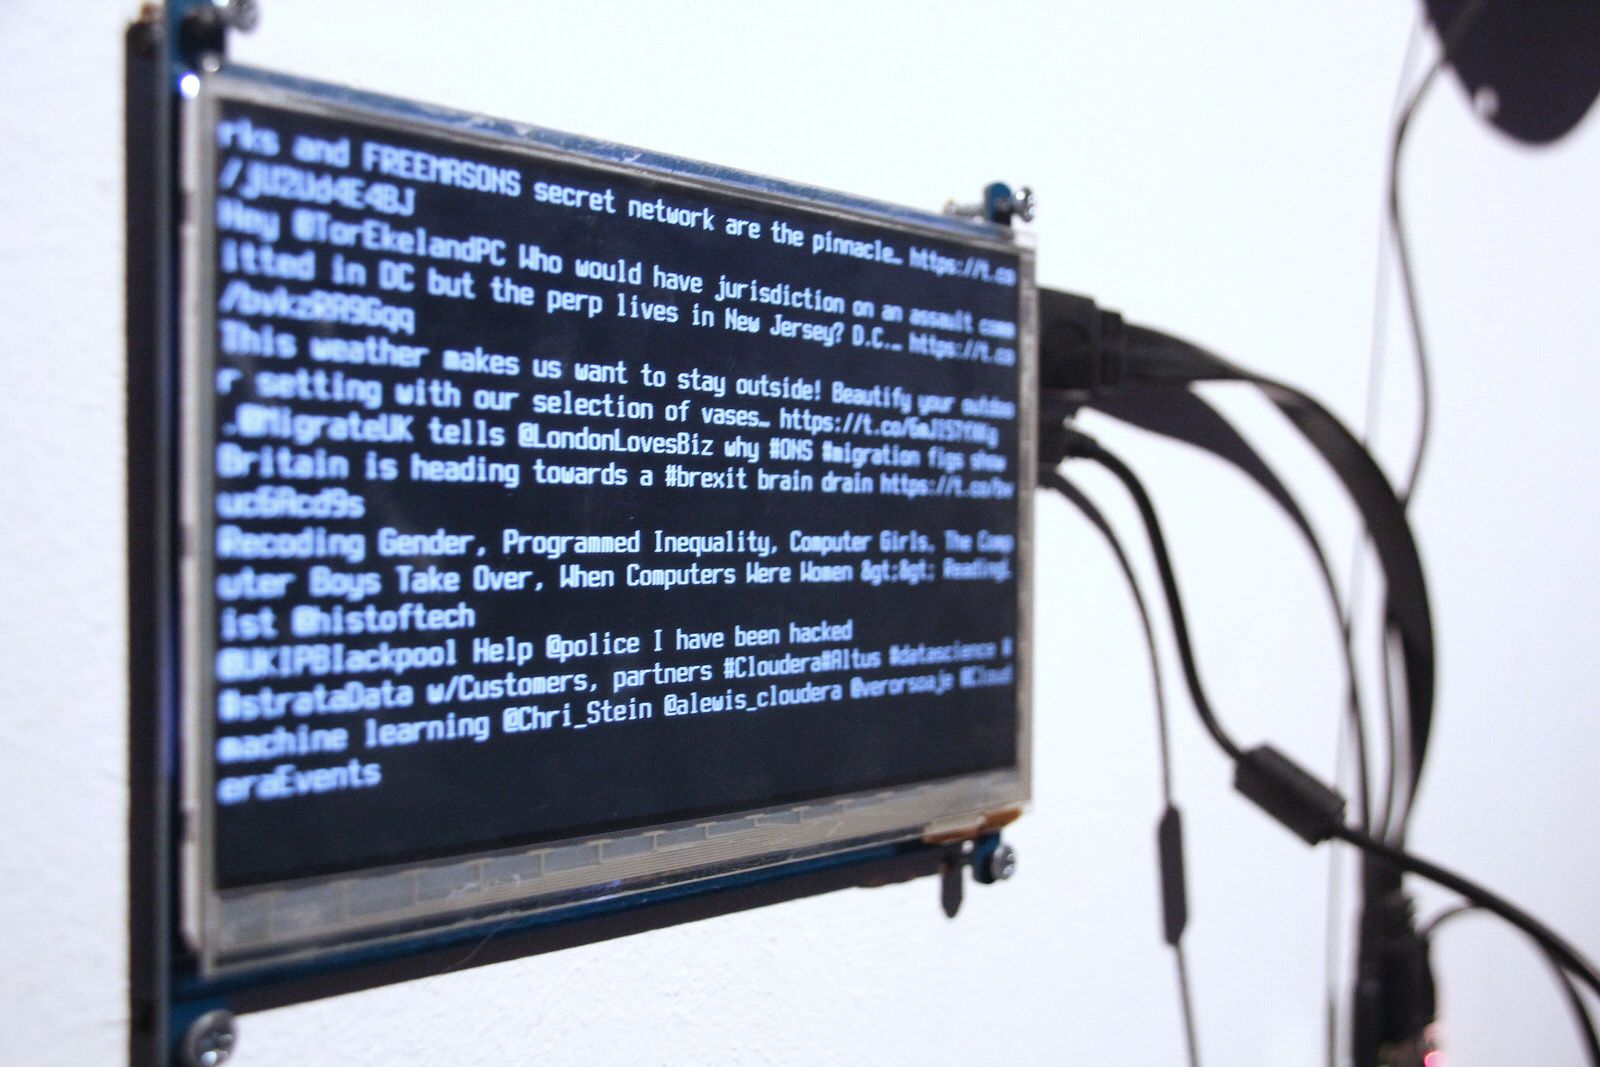 rks and FREEMASONS secret network are the pinnacle… https://t.co
/jU2Ud4E4BJ
Hey @TorEkelandPC Who would have jurisdiction on an assault comm
itted in DC but the perp lives in New Jersey? D.C.… https://t.co
/bvkzRA9Gqq
This weather makes us want to stay outside! Beautify your outdoo
r setting with our selection of vases…
.@MigrateUK tells @LondonLovesBiz why #ONS #migration figs show
Britain is heading towards a #brexit brain drain https://t.co/bw
uc6Acd9s
Recoding Gender, Programmed Inequality, Computer Girls, The Comp
uter Boys Take Over, When Computers Were Women &gt;&gt; ReadingL
ist @histoftech
@UKIPBlackpool Help @police I have been hacked
#strataData w/Customers, partners #Cloudera#Altus #datascience #
machine learning @Chri_Stein @alewis_cloudera @verorsoaje @Cloud
eraEvents